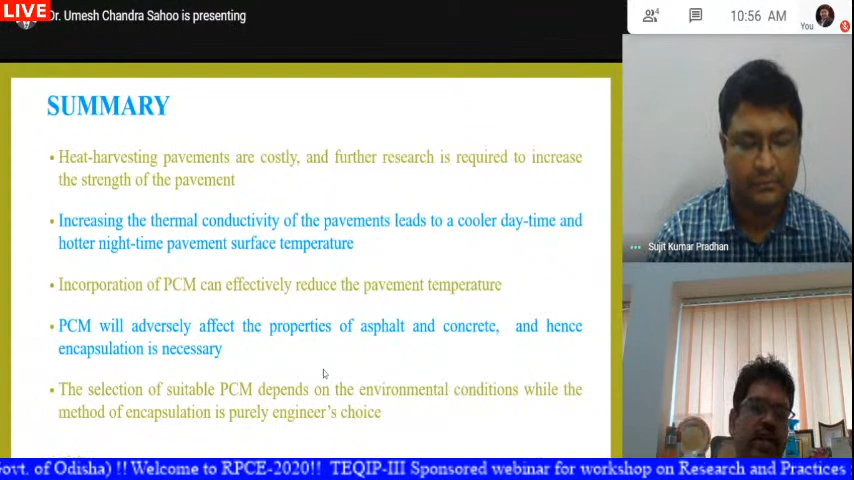 LIVE
Dr. Umesh Chandra Sahoo is presenting
4
10:56 AM
You
SUMMARY
• Heat-harvesting pavements are costly, and further research is required to increase
the strength of the pavement
• Increasing the thermal conductivity of the pavements leads to a cooler day-time and
hotter night-time pavement surface temperature
• Incorporation of PCM can effectively reduce the pavement temperature
• PCM will adversely affect the properties of asphalt and concrete, and hence
encapsulation is necessary
• The selection of suitable PCM depends on the environmental conditions while the
method of encapsulation is purely engineer's choice
Sujit Kumar Pradhan
Govt. of Odisha) !! Welcome to RPCE-2020!! TEQIP-III Sponsored webinar for workshop on Research and Practices